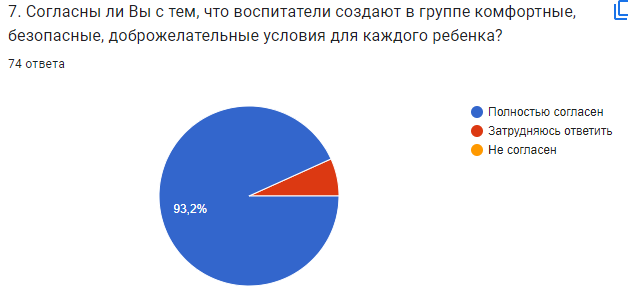 7. Согласны ли Вы с тем, что воспитатели создают в группе комфортные,
безопасные, доброжелательные условия для каждого ребенка?
74 ответа
Полностью согласен
Затрудняюсь ответить
Не согласен
93,2%